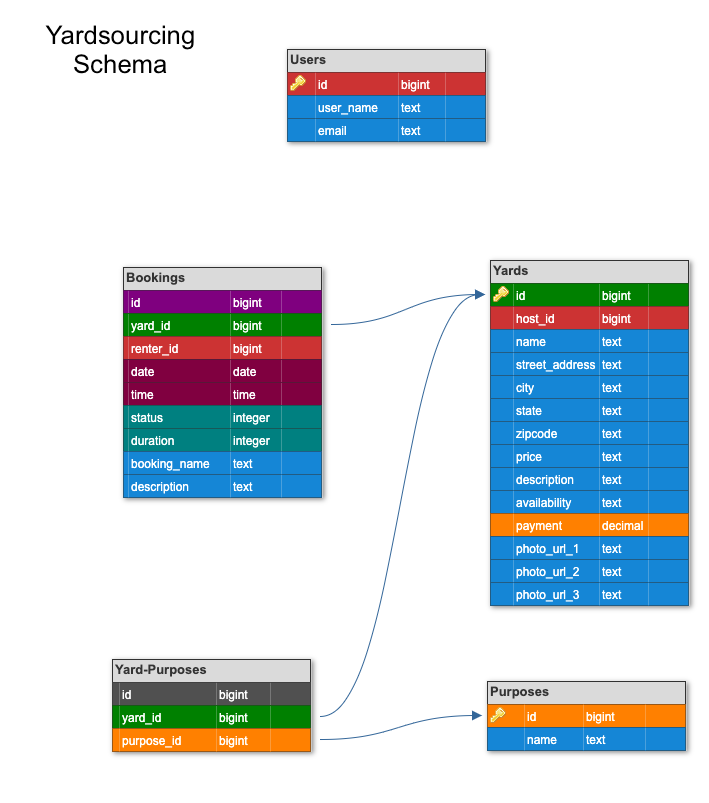 Yardsourcing
Schema
Users
id bigint
user_name text
email text
Bookings
id bigint
yard_id bigint
renter_id bigint
date date
time time
status integer
duration integer
booking_name text
description text
Yards
id bigint
host_id bigint
name text
street_address text
city text
state text
zipcode text
price text
description text
availability text
payment decimal
photo_url_1 text
photo_url_2 text
photo_url_3 text
Yard-Purposes
id bigint
yard_id bigint
purpose_id bigint
Purposes
id bigint
name text